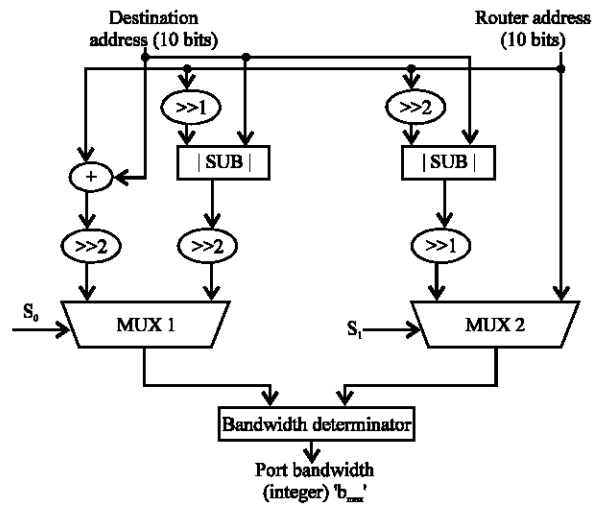 Destination
address (10 bits)
Router address
(10 bits)
>>1
>>2
| SUB |
| SUB |
+
>>2
>>2
>>1
S₀
MUX 1
S₁
MUX 2
Bandwidth determinator
Port bandwidth
(integer) 'b_max'